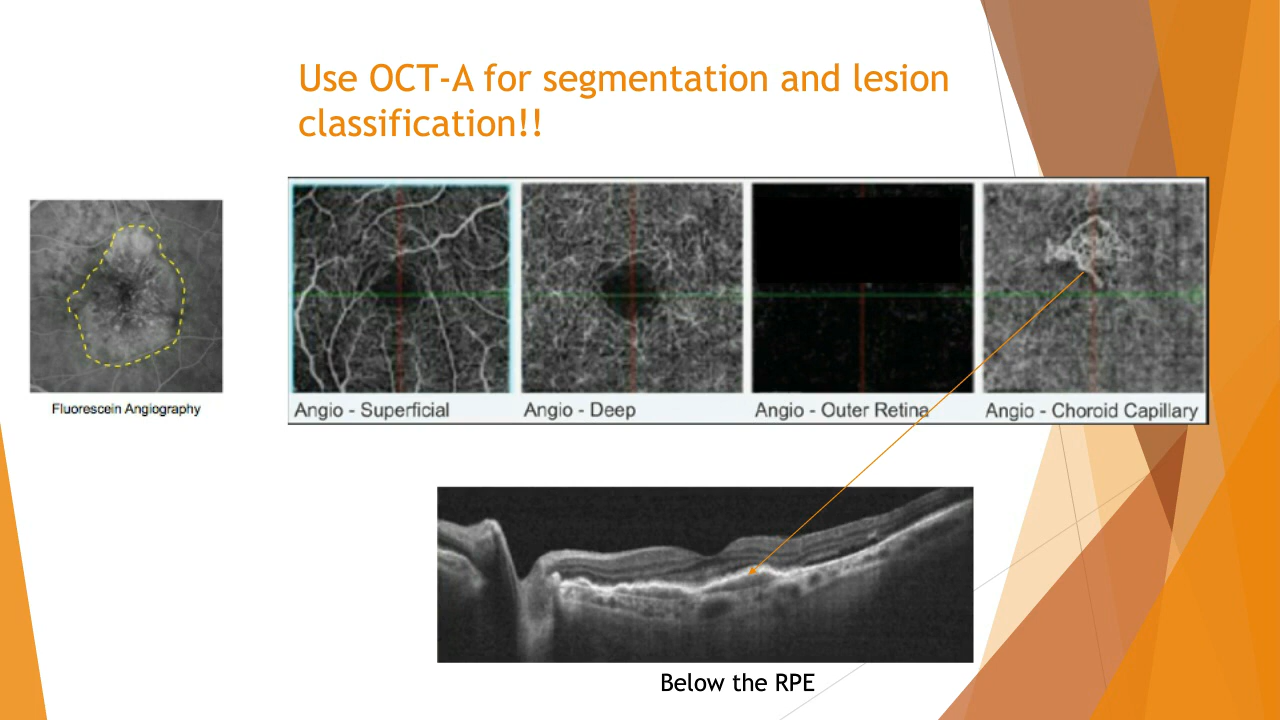 Use OCT-A for segmentation and lesion
classification!!
Fluorescein Angiography
Angio - Superficial
Angio - Deep
Angio - Outer Retina
Angio - Choroid Capillary
Below the RPE